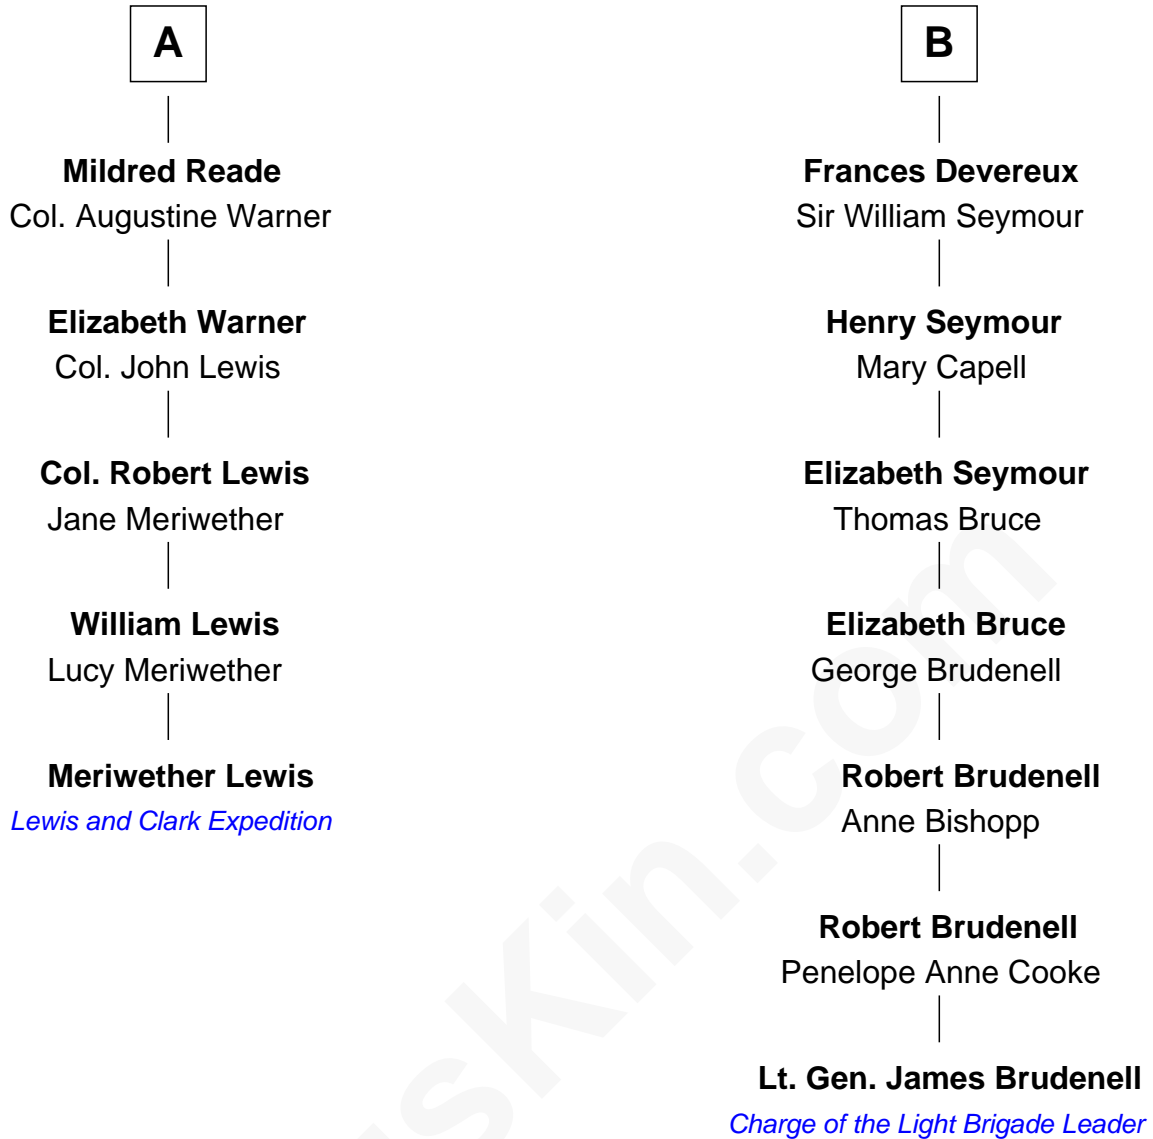 A
Mildred Reade
Col. Augustine Warner
Elizabeth Warner
Col. John Lewis
Col. Robert Lewis
Jane Meriwether
William Lewis
Lucy Meriwether
Meriwether Lewis
Lewis and Clark Expedition
B
Frances Devereux
Sir William Seymour
Henry Seymour
Mary Capell
Elizabeth Seymour
Thomas Bruce
Elizabeth Bruce
George Brudenell
Robert Brudenell
Anne Bishopp
Robert Brudenell
Penelope Anne Cooke
Lt. Gen. James Brudenell
Charge of the Light Brigade Leader
sKin.com